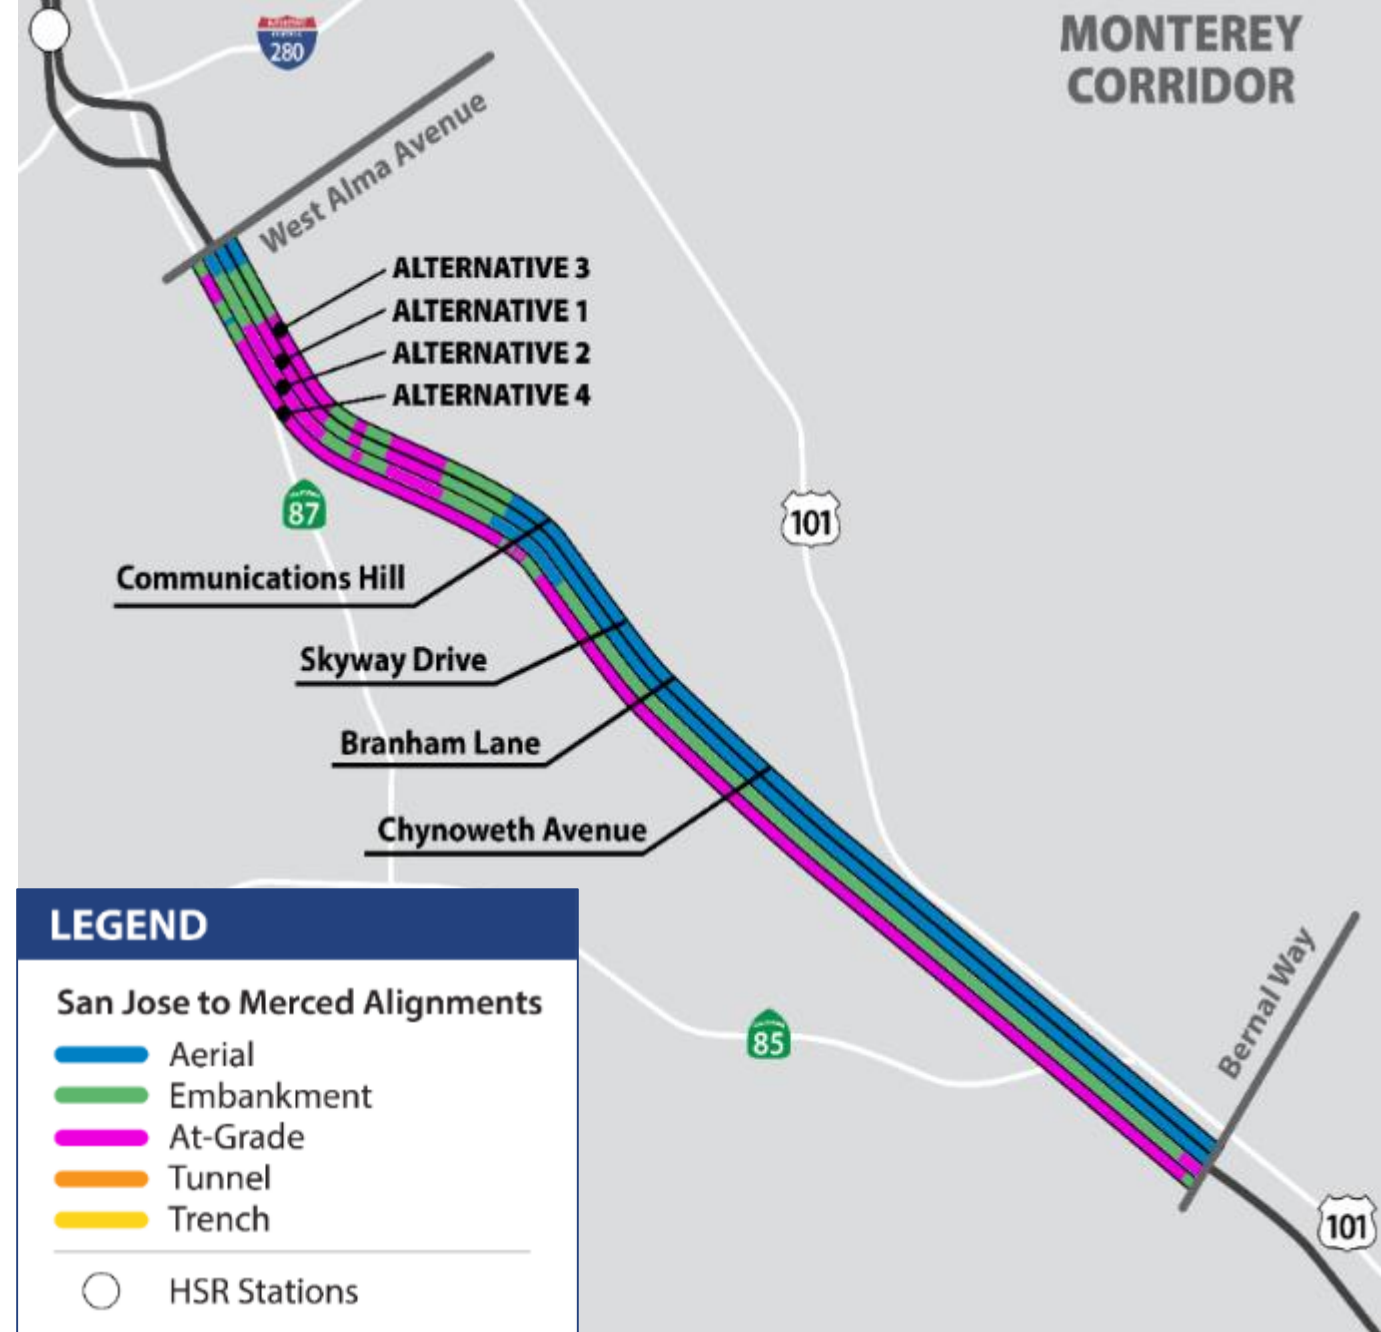 MONTEREY
CORRIDOR
280
West Alma Avenue
ALTERNATIVE 3
ALTERNATIVE 1
ALTERNATIVE 2
ALTERNATIVE 4
87
101
Communications Hill
Skyway Drive
Branham Lane
Chynoweth Avenue
Bernal Way
85
101
LEGEND
San Jose to Merced Alignments
Aerial
Embankment
At-Grade
Tunnel
Trench
HSR Stations